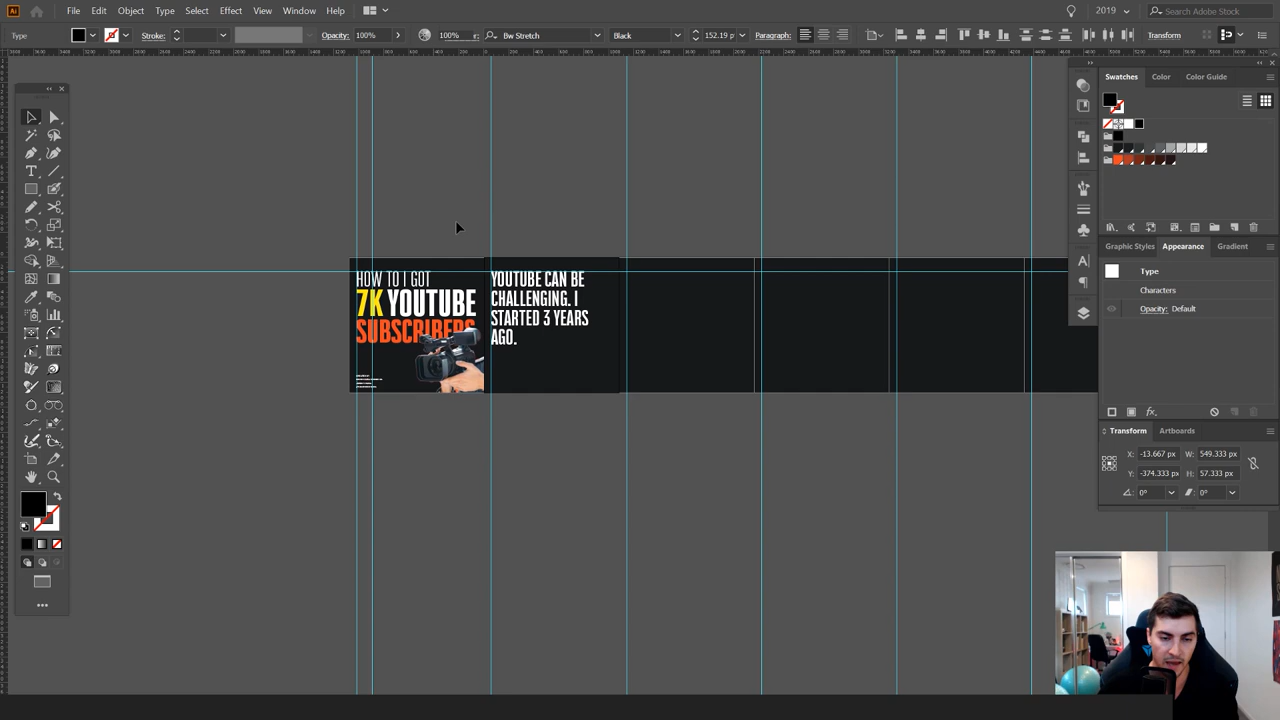 Ai File Edit Object Type Select Effect View Window Help 2019 Search Adobe Stock
Type Stroke: Opacity: 100% 100% Bw Stretch Black 152.19 pt Paragraph: Transform
Swatches Color Color Guide
HOW TO I GOT
7K YOUTUBE
SUBSCRIBERS
YOUTUBE CAN BE
CHALLENGING. I
STARTED 3 YEARS
AGO.
Graphic Styles Appearance Gradient
Type
Characters
Opacity: Default
Transform Artboards
X: -13.667 px W: 549.333 px
Y: -374.333 px H: 57.333 px
0° 0°